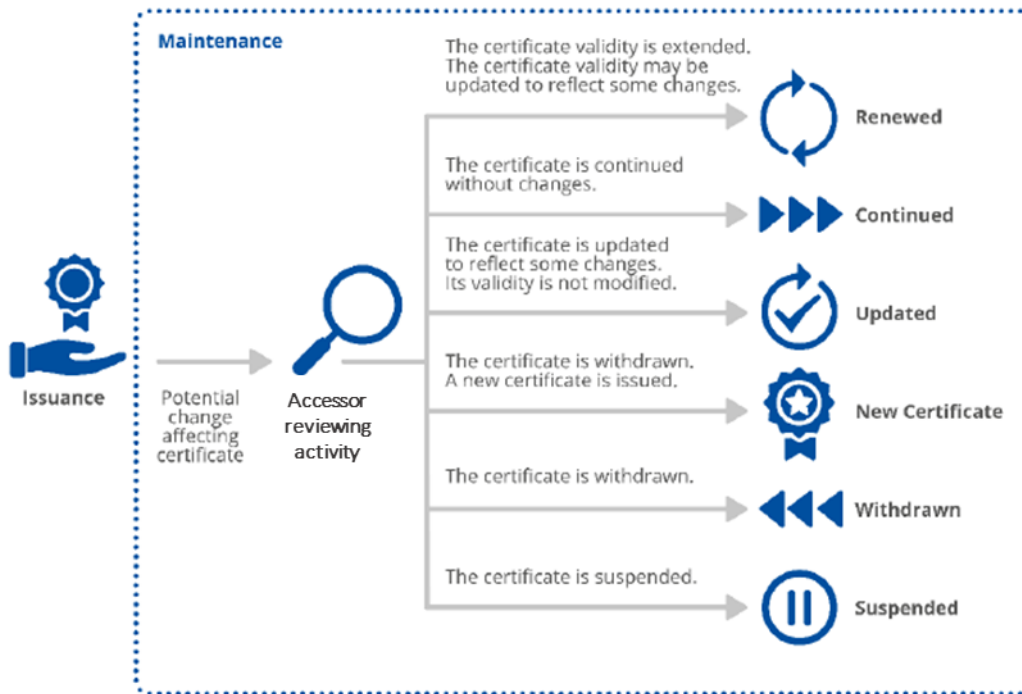 Maintenance
The certificate validity is extended.
The certificate validity may be
updated to reflect some changes.
Renewed
The certificate is continued
without changes.
Continued
The certificate is updated
to reflect some changes.
Its validity is not modified.
Updated
Issuance
Potential
change
affecting
certificate
Accessor
reviewing
activity
The certificate is withdrawn.
A new certificate is issued.
New Certificate
The certificate is withdrawn.
Withdrawn
The certificate is suspended.
Suspended